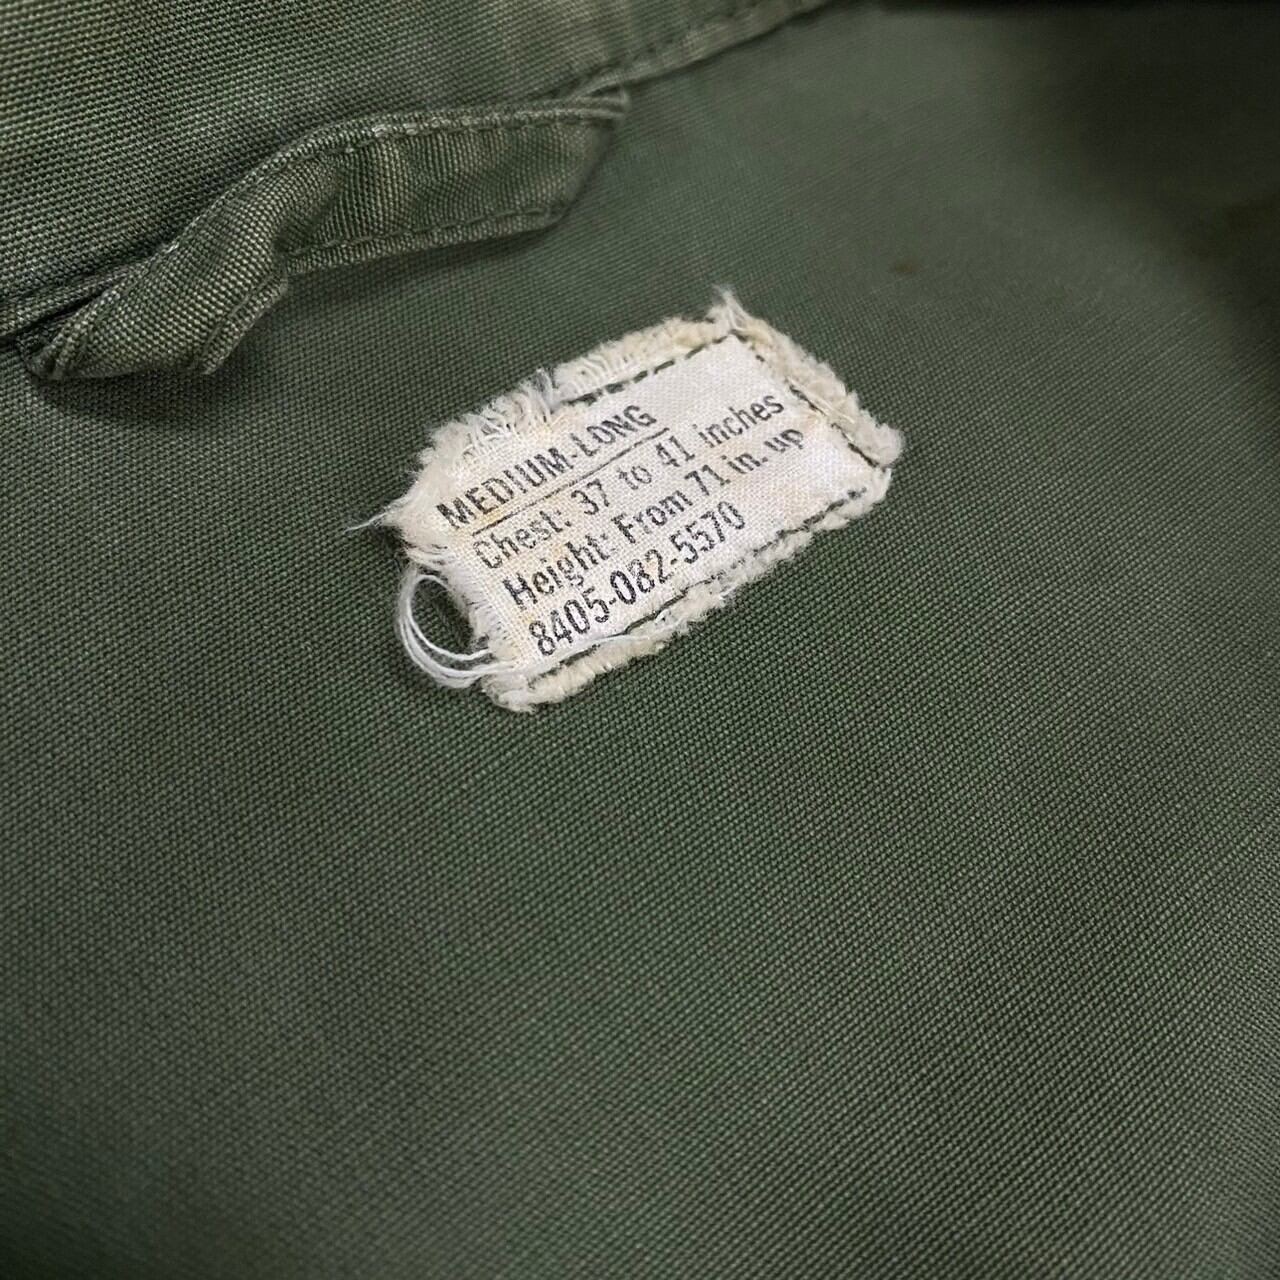 MEDIUM-LONG
Chest: 37 to 41 inches
Height: From 71 in. up
8405-082-5570